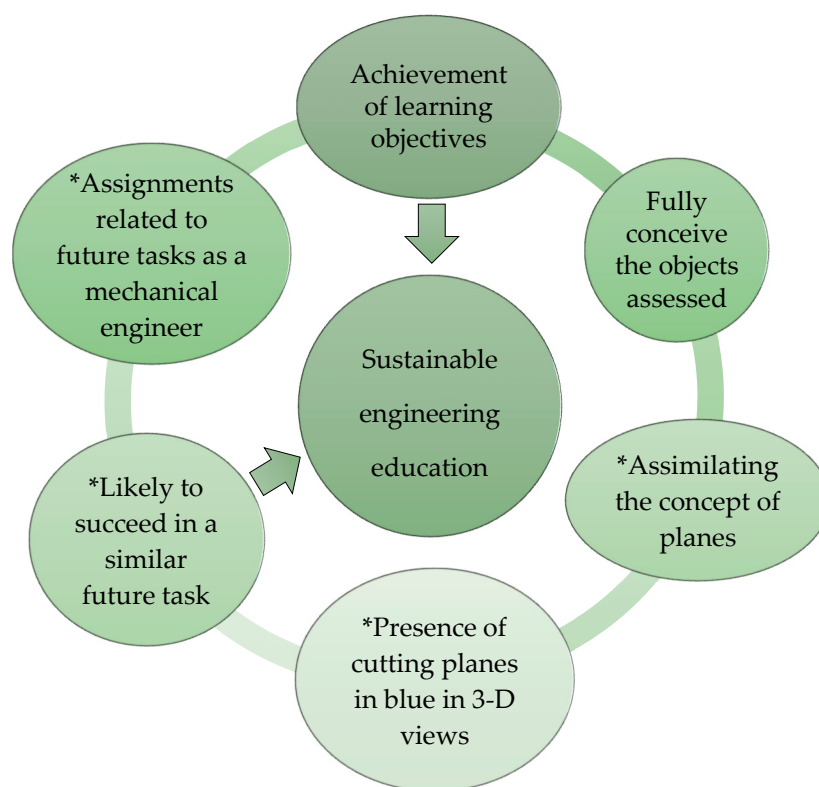 Achievement
of learning
objectives
*Assignments
related to
future tasks as a
mechanical
engineer
Fully
conceive
the objects
assessed
Sustainable
engineering
education
*Assimilating
the concept of
planes
*Likely to
succeed in a
similar
future task
*Presence of
cutting planes
in blue in 3-D
views